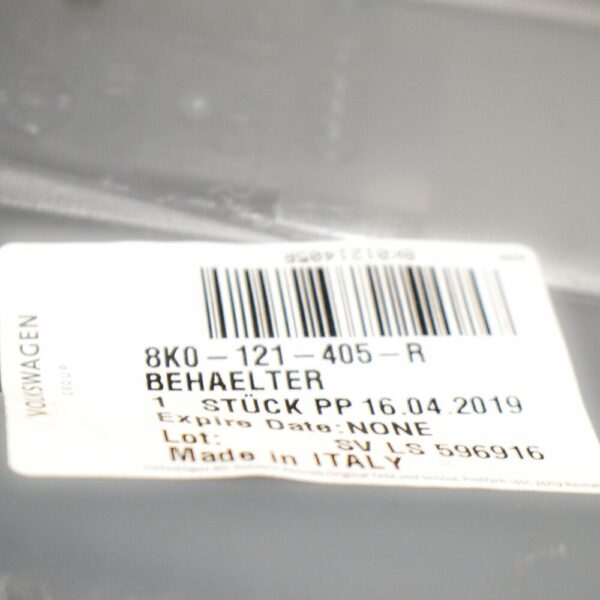 8K0121405R
8K0-121-405-R
BEHAELTER
1 STÜCK PP 16.04.2019
Expire Date:NONE
Lot: SV LS 596916
Made in ITALY
VOLKSWAGEN
GROUP